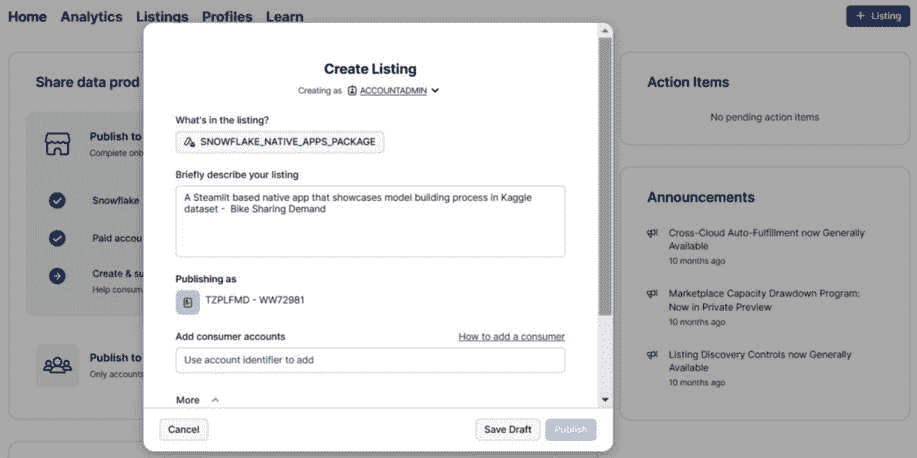 Home Analytics Listings Profiles Learn
+ Listing
Share data prod
Publish to
Complete onb
Snowflake
Paid accou
Create & su
Help consum
Publish to
Only accounts
Create Listing
Creating as ACCOUNTADMIN
What's in the listing?
SNOWFLAKE_NATIVE_APPS_PACKAGE
Briefly describe your listing
A Steamlit based native app that showcases model building process in Kaggle
dataset - Bike Sharing Demand
Publishing as
TZPLFMD - WW72981
Add consumer accounts How to add a consumer
Use account identifier to add
More
Cancel Save Draft Publish
Action Items
No pending action items
Announcements
Cross-Cloud Auto-Fulfillment now Generally
Available
10 months ago
Marketplace Capacity Drawdown Program:
Now in Private Preview
10 months ago
Listing Discovery Controls now Generally
Available
10 months ago